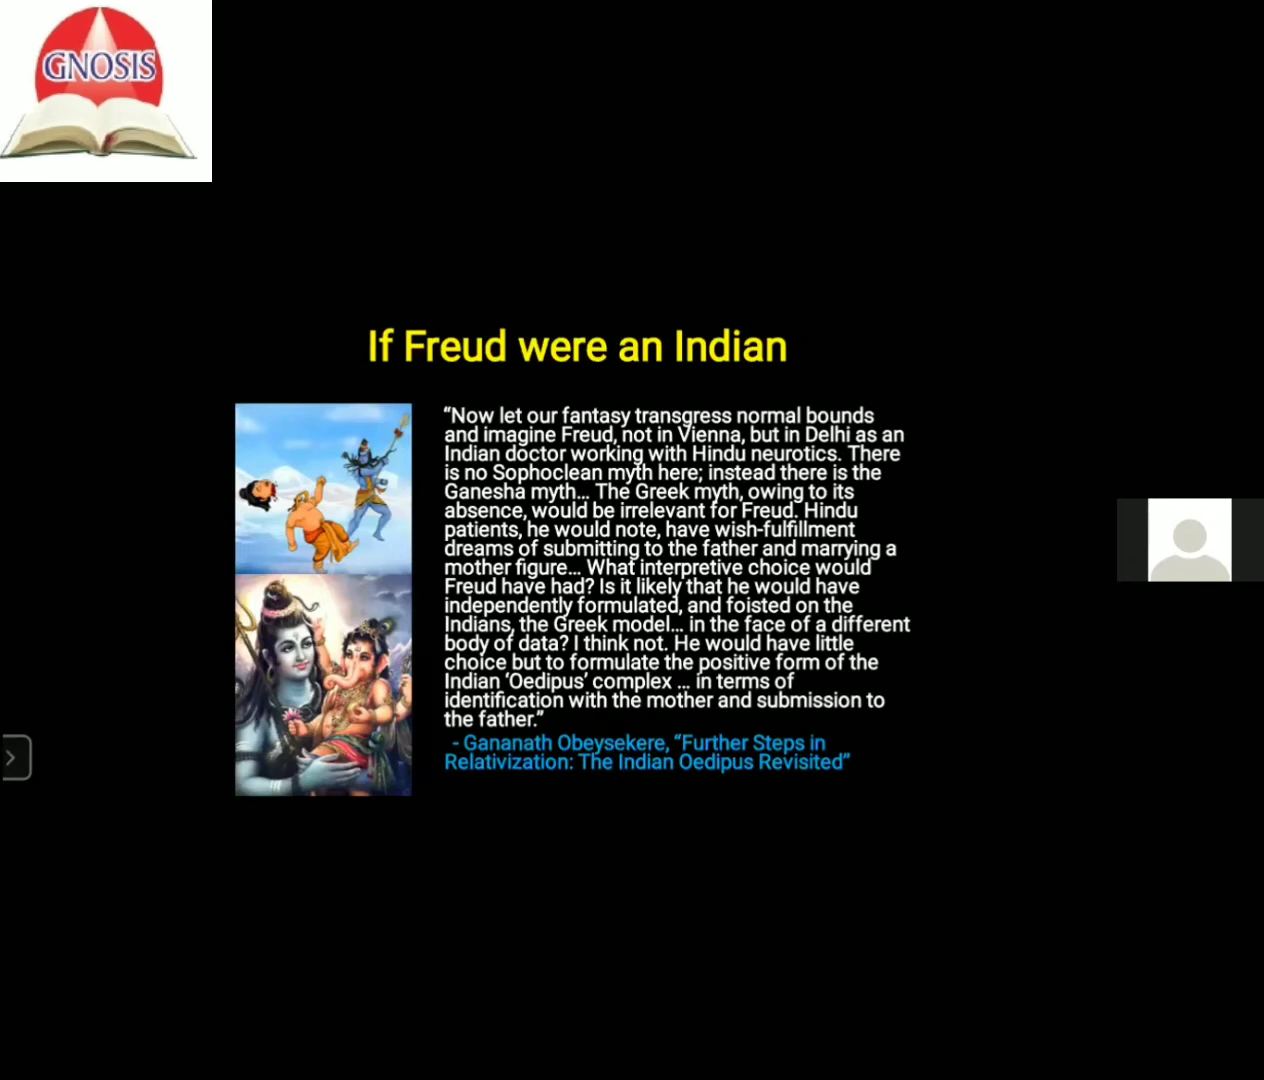 GNOSIS
If Freud were an Indian
“Now let our fantasy transgress normal bounds
and imagine Freud, not in Vienna, but in Delhi as an
Indian doctor working with Hindu neurotics. There
is no Sophoclean myth here; instead there is the
Ganesha myth... The Greek myth, owing to its
absence, would be irrelevant for Freud. Hindu
patients, he would note, have wish-fulfillment
dreams of submitting to the father and marrying a
mother figure... What interpretive choice would
Freud have had? Is it likely that he would have
independently formulated, and foisted on the
Indians, the Greek model... in the face of a different
body of data? I think not. He would have little
choice but to formulate the positive form of the
Indian ‘Oedipus’ complex ... in terms of
identification with the mother and submission to
the father.”
- Gananath Obeysekere, “Further Steps in
Relativization: The Indian Oedipus Revisited”